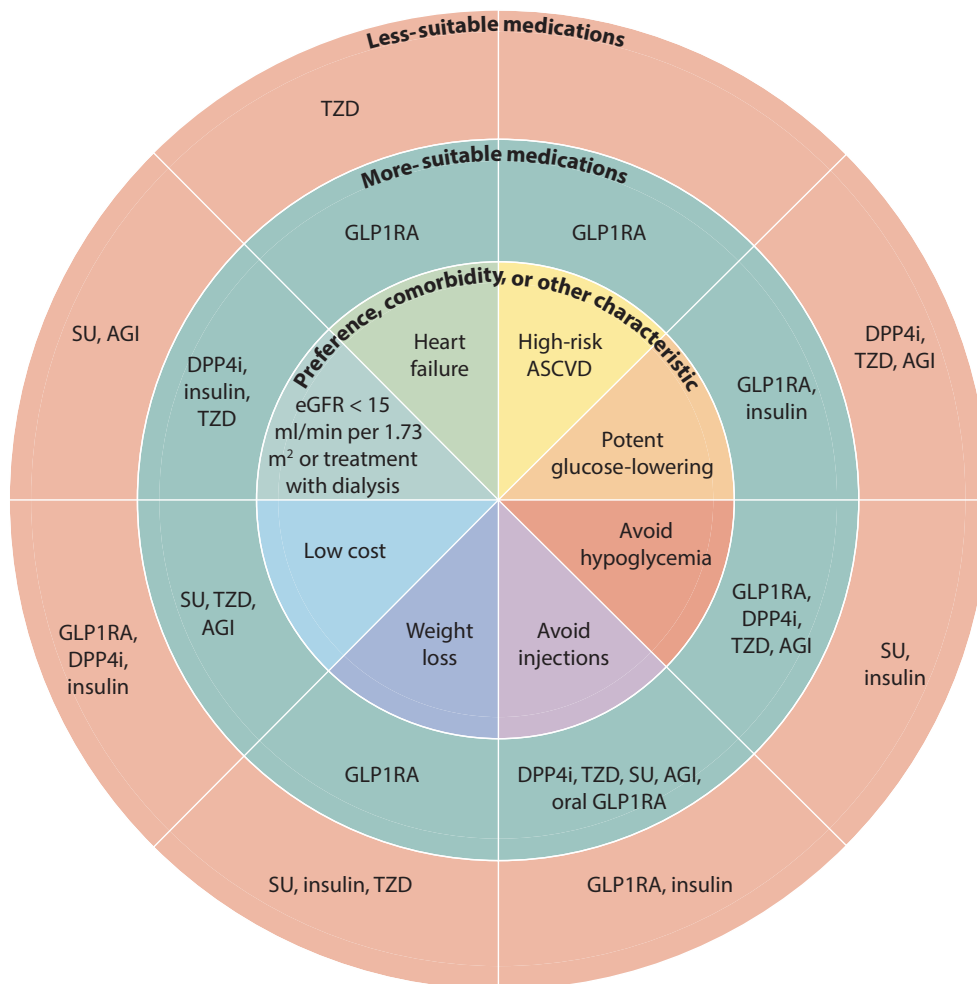 Less-suitable medications
TZD
More-suitable medications
GLP1RA
GLP1RA
Preference, comorbidity, or other characteristic
SU, AGI
DPP4i,
insulin,
TZD
Heart
failure
High-risk
ASCVD
DPP4i,
TZD, AGI
GLP1RA,
insulin
eGFR < 15
ml/min per 1.73
m² or treatment
with dialysis
Potent
glucose-lowering
Low cost
Avoid
hypoglycemia
SU, TZD,
AGI
GLP1RA,
DPP4i,
TZD, AGI
GLP1RA,
DPP4i,
insulin
Weight
loss
Avoid
injections
SU,
insulin
GLP1RA
DPP4i, TZD, SU, AGI,
oral GLP1RA
SU, insulin, TZD
GLP1RA, insulin